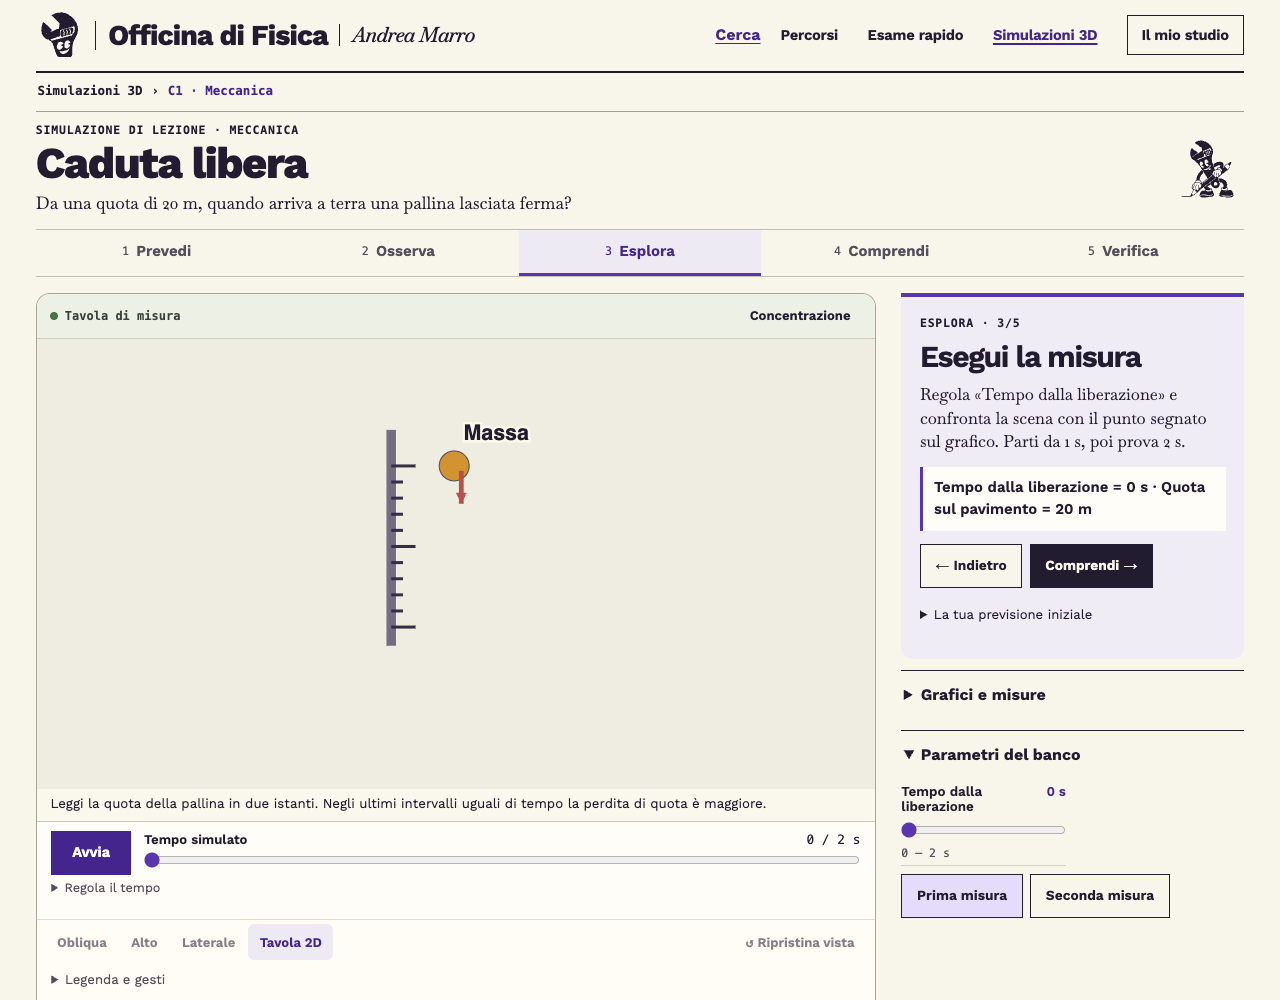 Officina di Fisica
Andrea Marro
Cerca
Percorsi
Esame rapido
Simulazioni 3D
Il mio studio
Simulazioni 3D › C1 · Meccanica
SIMULAZIONE DI LEZIONE · MECCANICA
Caduta libera
Da una quota di 20 m, quando arriva a terra una pallina lasciata ferma?
1 Prevedi
2 Osserva
3 Esplora
4 Comprendi
5 Verifica
Tavola di misura
Concentrazione
Massa
Leggi la quota della pallina in due istanti. Negli ultimi intervalli uguali di tempo la perdita di quota è maggiore.
Avvia
Tempo simulato
0 / 2 s
▶ Regola il tempo
Obliqua
Alto
Laterale
Tavola 2D
↺ Ripristina vista
▶ Legenda e gesti
ESPLORA · 3/5
Esegui la misura
Regola «Tempo dalla liberazione» e
confronta la scena con il punto segnato
sul grafico. Parti da 1 s, poi prova 2 s.
Tempo dalla liberazione = 0 s · Quota
sul pavimento = 20 m
← Indietro
Comprendi →
▶ La tua previsione iniziale
▶ Grafici e misure
▼ Parametri del banco
Tempo dalla
liberazione
0 s
0 — 2 s
Prima misura
Seconda misura